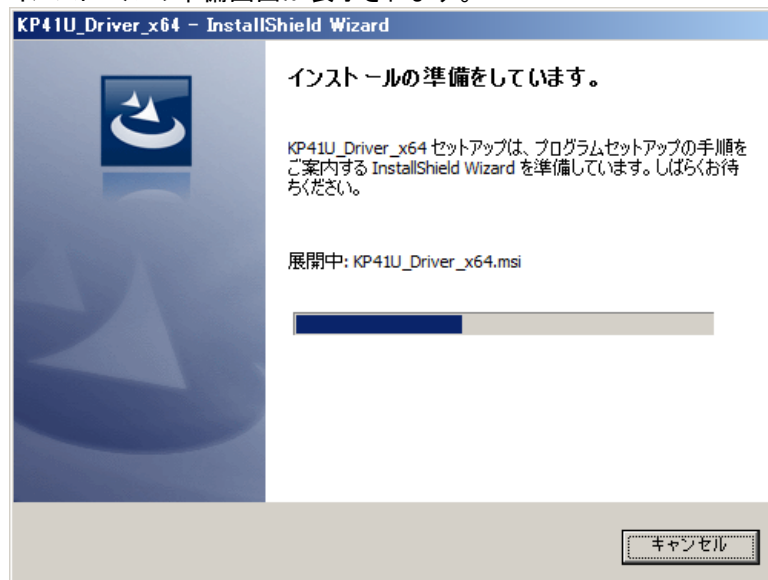 KP41U_Driver_x64 - InstallShield Wizard
インストールの準備をしています。
KP41U_Driver_x64 セットアップは、プログラムセットアップの手順を
ご案内する InstallShield Wizard を準備しています。しばらくお待
ちください。
展開中: KP41U_Driver_x64.msi
キャンセル